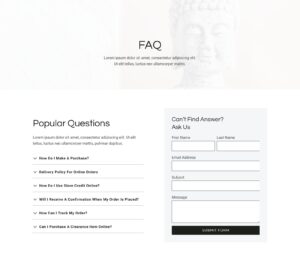 FAQ
Lorem ipsum dolor sit amet, consectetur adipiscing elit.
Ut elit tellus, luctus nec ullamcorper mattis.
Popular Questions
Lorem ipsum dolor sit amet, consectetur adipiscing elit. Ut elit
tellus, luctus nec ullamcorper mattis, pulvinar dapibus.
How Do I Make A Purchase?
Delivery Policy For Online Orders
How Do I Use Store Credit Online?
Will I Receive A Confirmation When My Order Is Placed?
How Can I Track My Order?
Can I Purchase A Clearance Item Online?
Can't Find Answer?
Ask Us
First Name
Last Name
Email Address
Subject
Message
SUBMIT FORM